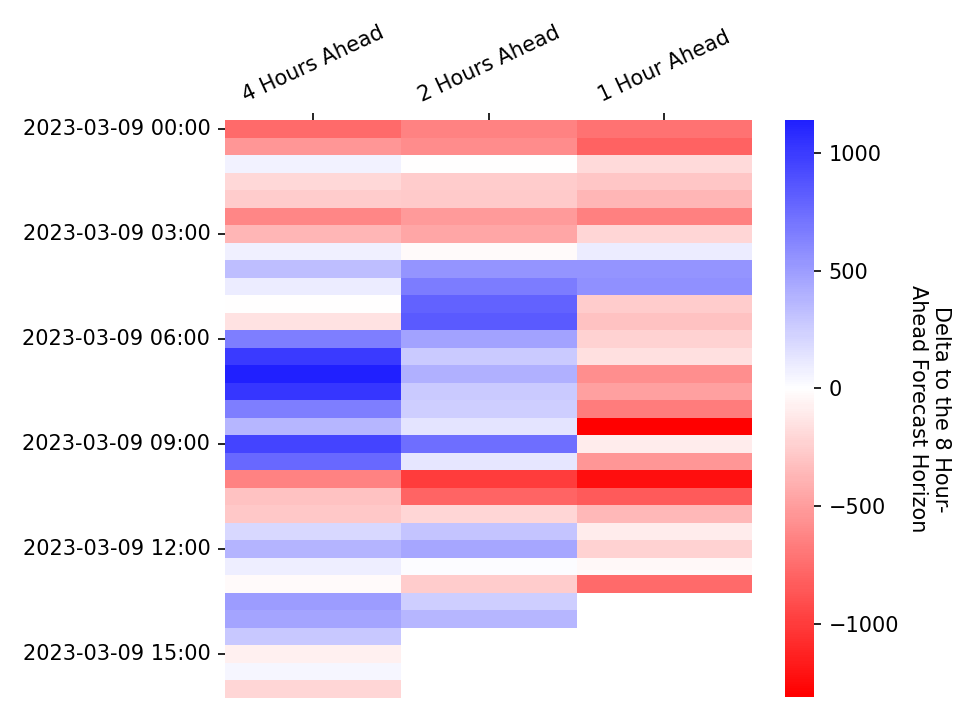 4 Hours Ahead
2 Hours Ahead
1 Hour Ahead
2023-03-09 00:00
2023-03-09 03:00
2023-03-09 06:00
2023-03-09 09:00
2023-03-09 12:00
2023-03-09 15:00
1000
500
0
−500
−1000
Delta to the 8 Hour-
Ahead Forecast Horizon